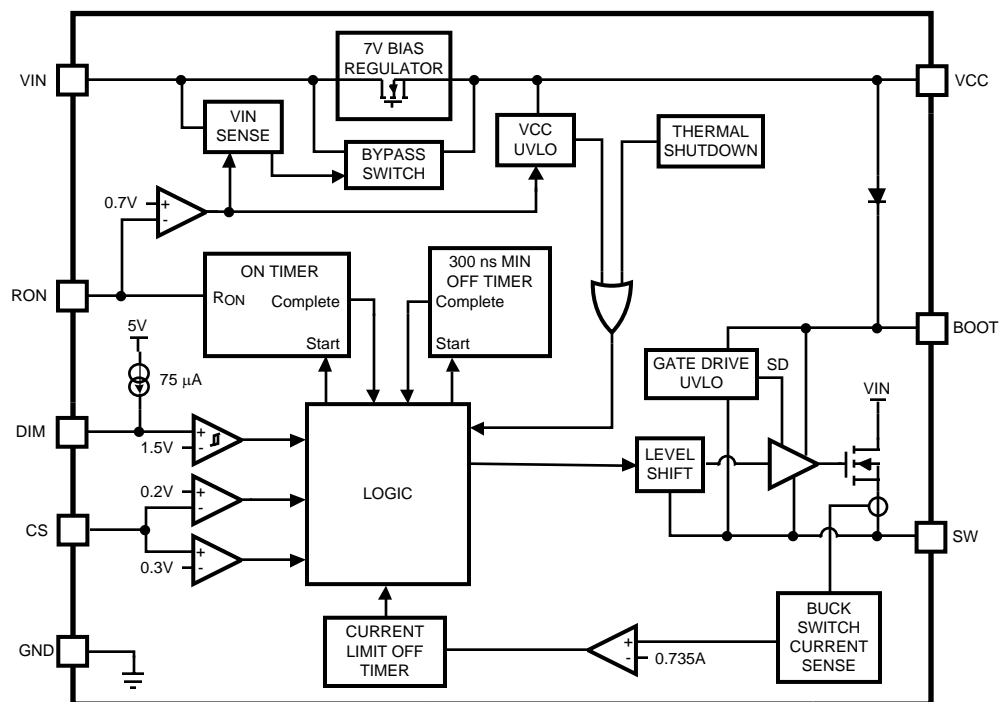 7V BIAS
REGULATOR
VIN
VCC
VIN
SENSE
VCC
UVLO
THERMAL
SHUTDOWN
BYPASS
SWITCH
0.7V
+
-
ON TIMER
RON
Complete
Start
300 ns MIN
OFF TIMER
Complete
Start
RON
BOOT
5V
75 µA
GATE DRIVE
UVLO
SD
VIN
DIM
+
1.5V
-
LEVEL
SHIFT
LOGIC
0.2V
+
-
CS
SW
+
0.3V
-
GND
CURRENT
LIMIT OFF
TIMER
+
-
0.735A
BUCK
SWITCH
CURRENT
SENSE